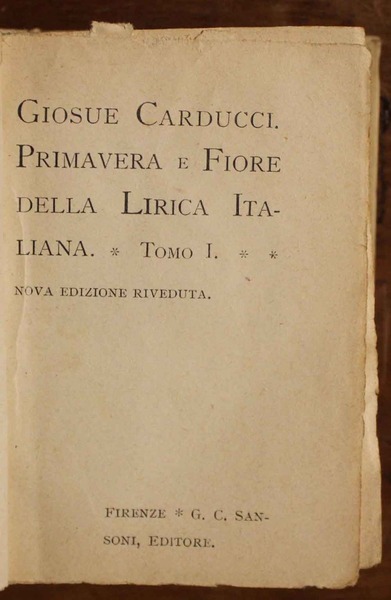 GIOSUE CARDUCCI.
PRIMAVERA E FIORE
DELLA LIRICA ITA-
LIANA. * TOMO I. * *
NOVA EDIZIONE RIVEDUTA.
FIRENZE * G. C. SAN-
SONI, EDITORE.